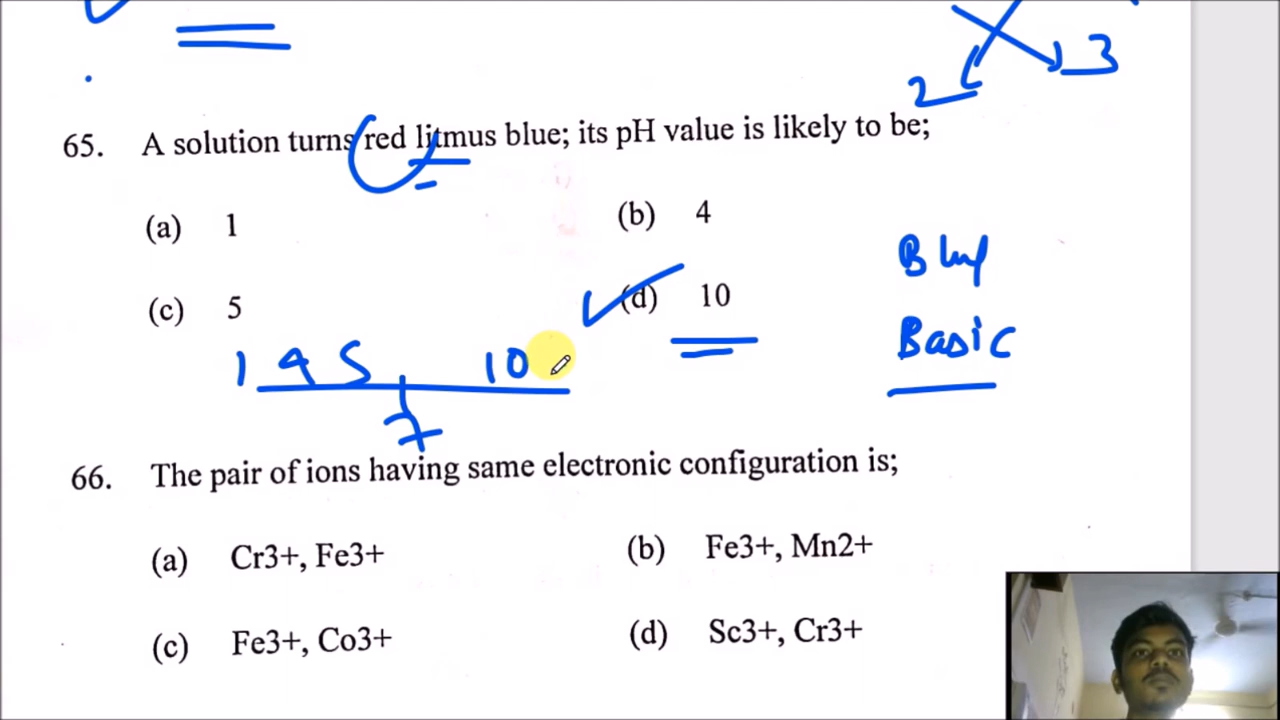 2 3
65. A solution turns red litmus blue; its pH value is likely to be;
(a) 1 (b) 4
(c) 5 (d) 10
Basic
1 4 5 10
7
66. The pair of ions having same electronic configuration is;
(a) Cr3+, Fe3+ (b) Fe3+, Mn2+
(c) Fe3+, Co3+ (d) Sc3+, Cr3+